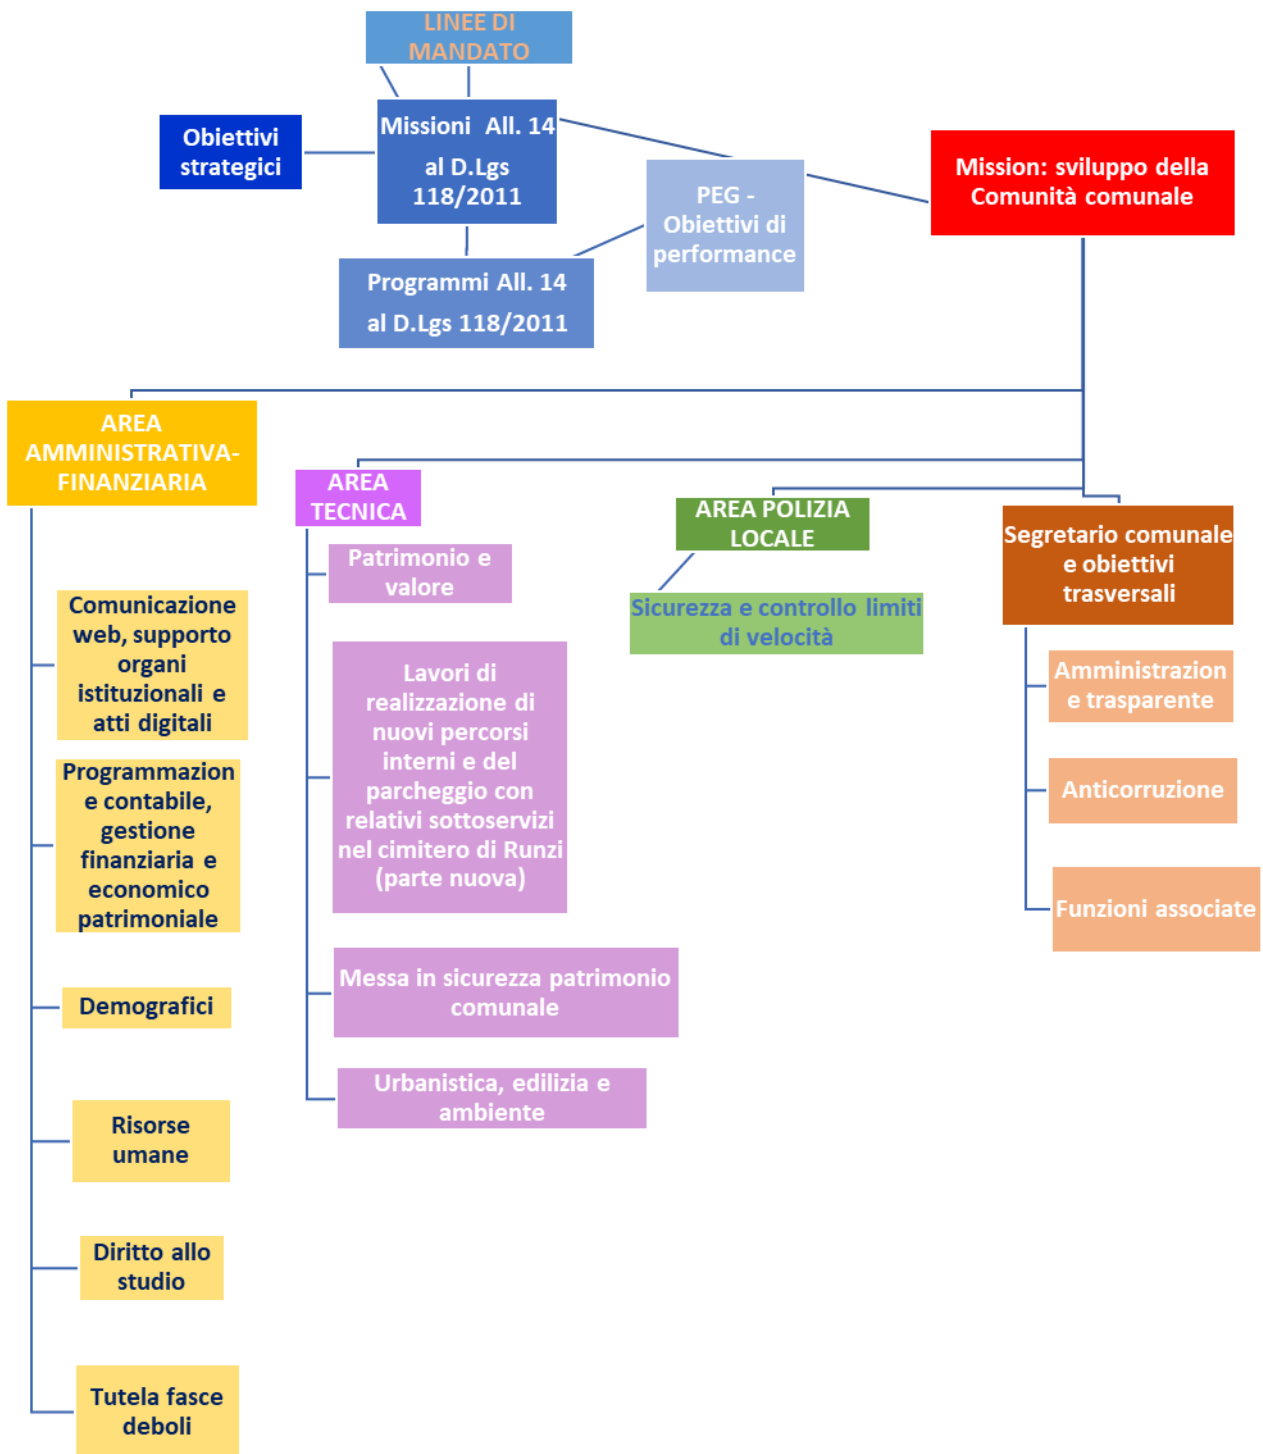 LINEE DI
MANDATO
Missioni All. 14
al D.Lgs
118/2011
Obiettivi
strategici
PEG -
Obiettivi di
performance
Mission: sviluppo della
Comunità comunale
Programmi All. 14
al D.Lgs 118/2011
AREA
AMMINISTRATIVA-
FINANZIARIA
Comunicazione
web, supporto
organi
istituzionali e
atti digitali
Programmazion
e contabile,
gestione
finanziaria e
economico
patrimoniale
Demografici
Risorse
umane
Diritto allo
studio
Tutela fasce
deboli
AREA
TECNICA
Patrimonio e
valore
Lavori di
realizzazione di
nuovi percorsi
interni e del
parcheggio con
relativi sottoservizi
nel cimitero di Runzi
(parte nuova)
Messa in sicurezza patrimonio
comunale
Urbanistica, edilizia e
ambiente
AREA POLIZIA
LOCALE
Sicurezza e controllo limiti
di velocità
Segretario comunale
e obiettivi
trasversali
Amministrazion
e trasparente
Anticorruzione
Funzioni associate